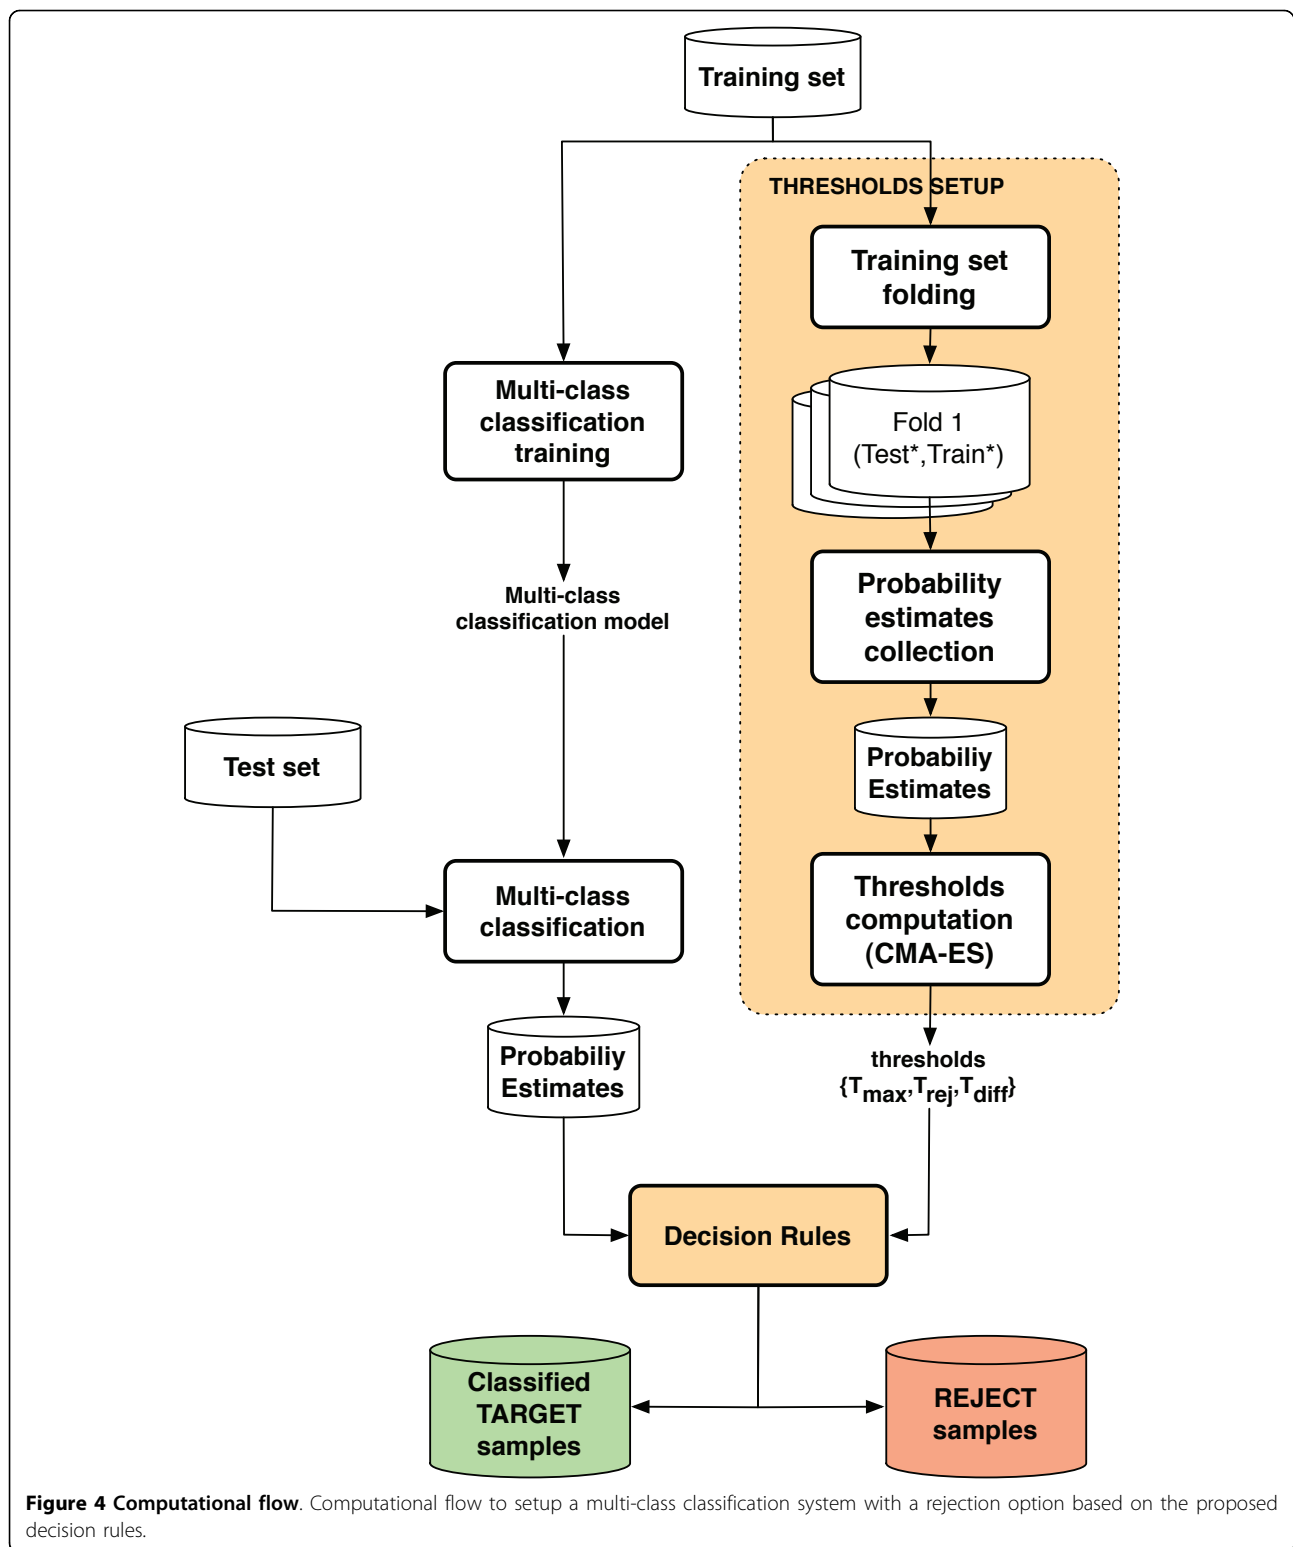 Training set
THRESHOLDS SETUP
Training set
folding
Fold 1
(Test*,Train*)
Multi-class
classification
training
Probability
estimates
collection
Multi-class
classification model
Test set
Probabiliy
Estimates
Multi-class
classification
Thresholds
computation
(CMA-ES)
Probabiliy
Estimates
thresholds
{Tmax,Trej,Tdiff}
Decision Rules
Classified
TARGET
samples
REJECT
samples
Figure 4 Computational flow. Computational flow to setup a multi-class classification system with a rejection option based on the proposed
decision rules.